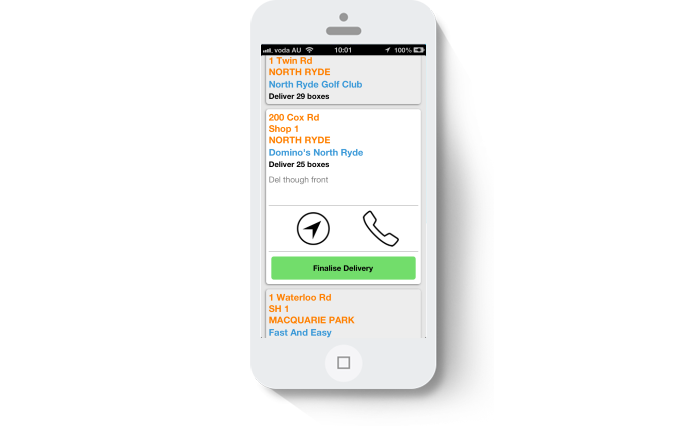 voda AU 10:01 100%
1 Twin Rd
NORTH RYDE
North Ryde Golf Club
Deliver 29 boxes
200 Cox Rd
Shop 1
NORTH RYDE
Domino's North Ryde
Deliver 25 boxes
Del though front
Finalise Delivery
1 Waterloo Rd
SH 1
MACQUARIE PARK
Fast And Easy